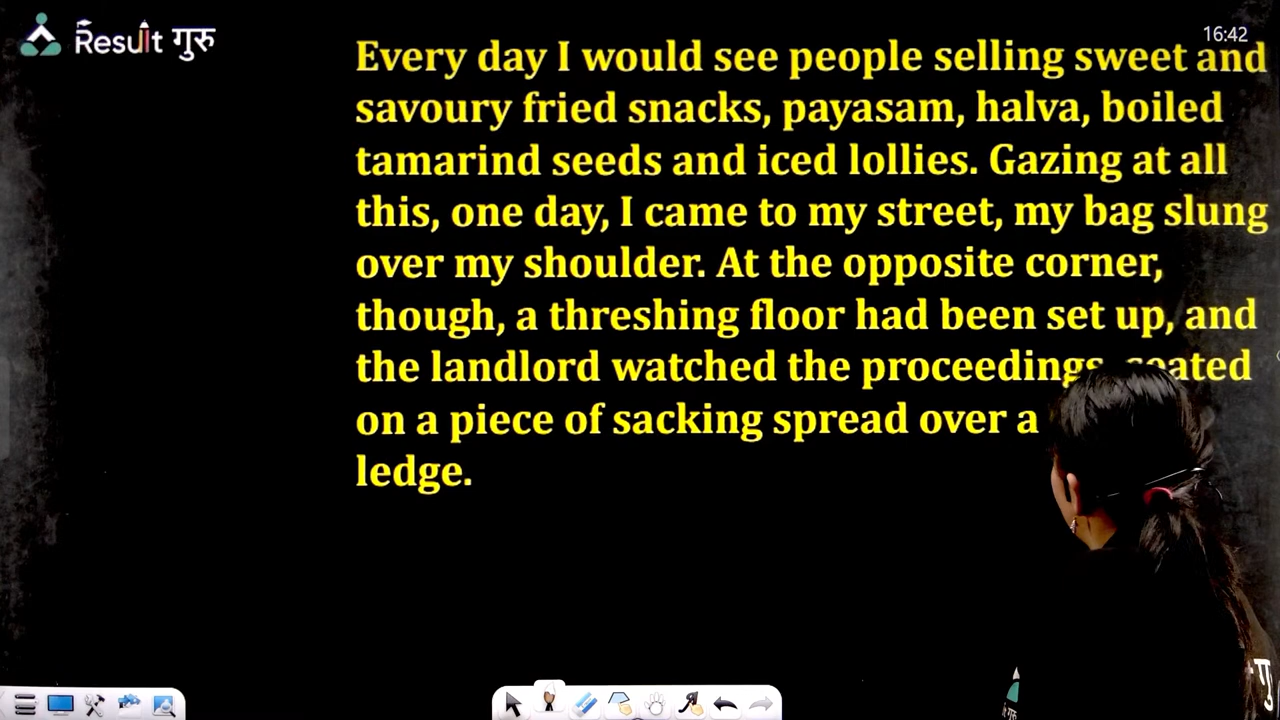 Result गुरु
16:42
Every day I would see people selling sweet and
savoury fried snacks, payasam, halva, boiled
tamarind seeds and iced lollies. Gazing at all
this, one day, I came to my street, my bag slung
over my shoulder. At the opposite corner,
though, a threshing floor had been set up, and
the landlord watched the proceedings, seated
on a piece of sacking spread over a
ledge.